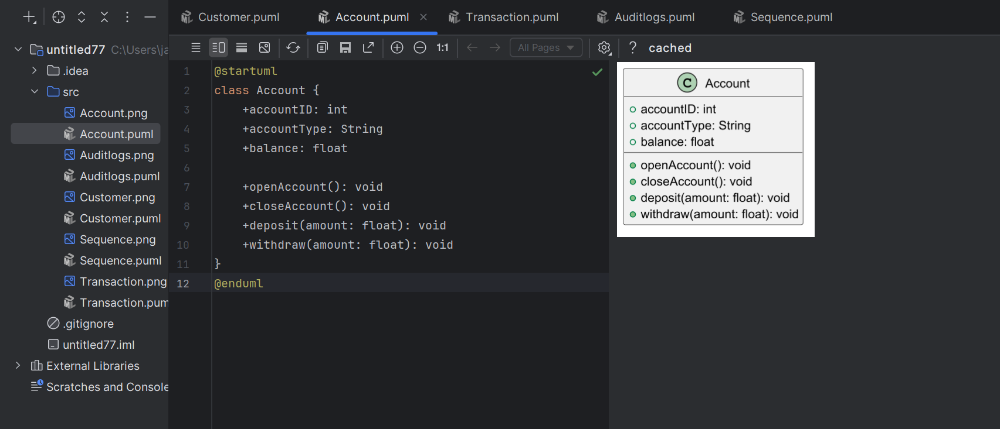 Customer.puml
Account.puml
Transaction.puml
Auditlogs.puml
Sequence.puml
1:1
All Pages
? cached
untitled77 C:\Users\ja
.idea
src
Account.png
Account.puml
Auditlogs.png
Auditlogs.puml
Customer.png
Customer.puml
Sequence.png
Sequence.puml
Transaction.png
Transaction.pum
.gitignore
untitled77.iml
External Libraries
Scratches and Console
1 @startuml
2 class Account {
3 +accountID: int
4 +accountType: String
5 +balance: float
6
7 +openAccount(): void
8 +closeAccount(): void
9 +deposit(amount: float): void
10 +withdraw(amount: float): void
11 }
12 @enduml
C Account
accountID: int
accountType: String
balance: float
openAccount(): void
closeAccount(): void
deposit(amount: float): void
withdraw(amount: float): void